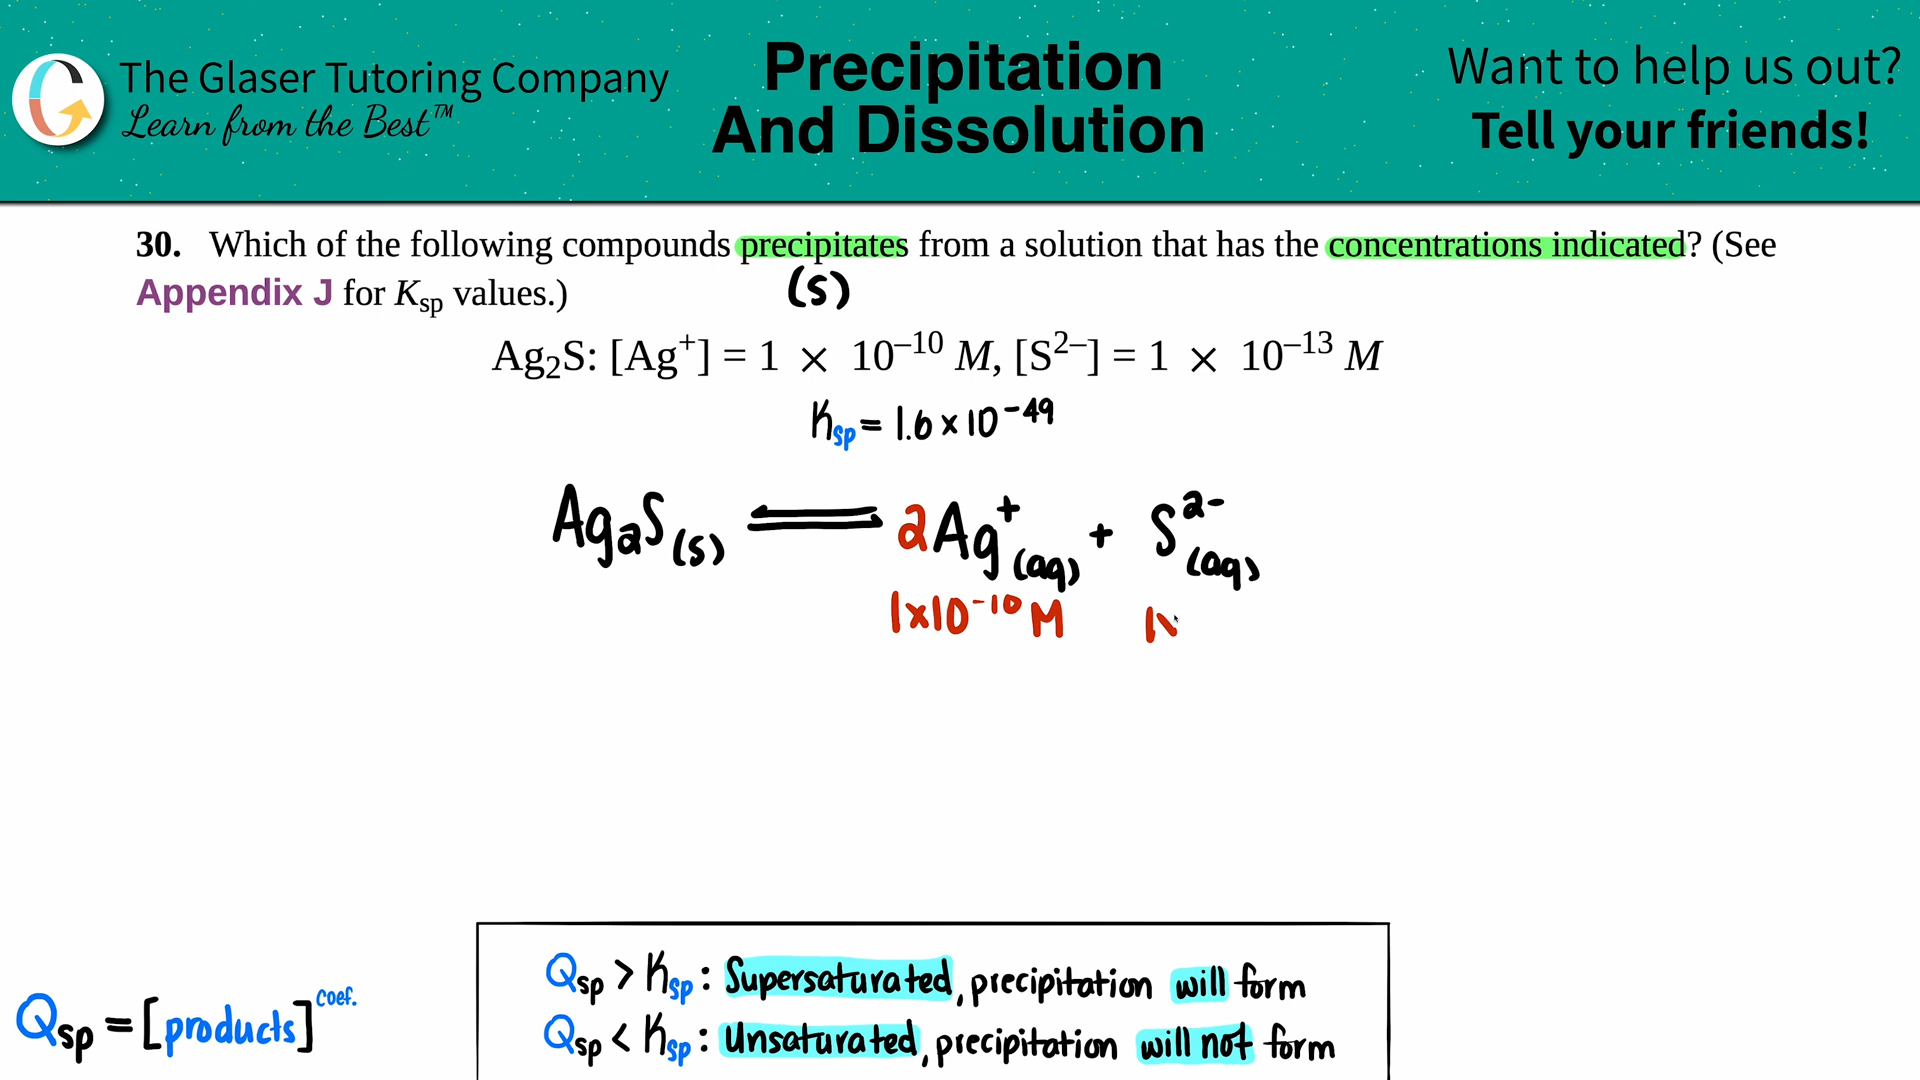 The Glaser Tutoring Company
Learn from the Best™
Precipitation
And Dissolution
Want to help us out?
Tell your friends!
30. Which of the following compounds precipitates from a solution that has the concentrations indicated? (See
Appendix J for Ksp values.)
(s)
Ag₂S: [Ag⁺] = 1 × 10⁻¹⁰ M, [S²⁻] = 1 × 10⁻¹³ M
Ksp = 1.6 x 10⁻⁴⁹
Ag₂S(s) ⇌ 2Ag⁺(aq) + S²⁻(aq)
1x10⁻¹⁰ M 1
Qsp > Ksp : Supersaturated, precipitation will form
Qsp < Ksp : Unsaturated, precipitation will not form
Qsp = [products]^coef.